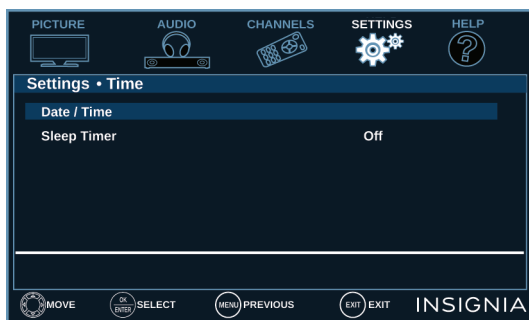 PICTURE AUDIO CHANNELS SETTINGS HELP
Settings • Time
Date / Time
Sleep Timer Off
MOVE OK ENTER SELECT MENU PREVIOUS EXIT EXIT INSIGNIA